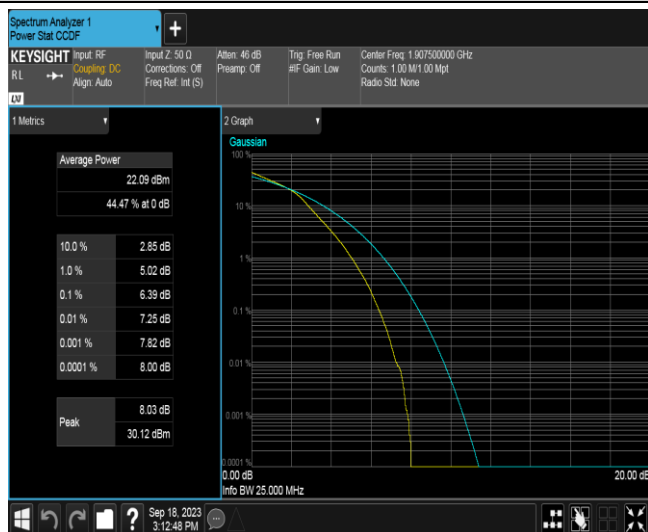 Spectrum Analyzer 1
Power Stat CCDF
+
KEYSIGHT
RL
LXI
Input: RF
Coupling: DC
Align: Auto
Input Z: 50 Ω
Corrections: Off
Freq Ref: Int (S)
Atten: 46 dB
Preamp: Off
Trig: Free Run
#IF Gain: Low
Center Freq: 1.907500000 GHz
Counts: 1.00 M/1.00 Mpt
Radio Std: None
1 Metrics
Average Power
22.09 dBm
44.47 % at 0 dB
10.0 % 2.85 dB
1.0 % 5.02 dB
0.1 % 6.39 dB
0.01 % 7.25 dB
0.001 % 7.82 dB
0.0001 % 8.00 dB
Peak
8.03 dB
30.12 dBm
2 Graph
Gaussian
100 %
10 %
1 %
0.1 %
0.01 %
0.001 %
0.0001 %
0.00 dB
20.00 dB
Info BW 25.000 MHz
?
Sep 18, 2023
3:12:48 PM